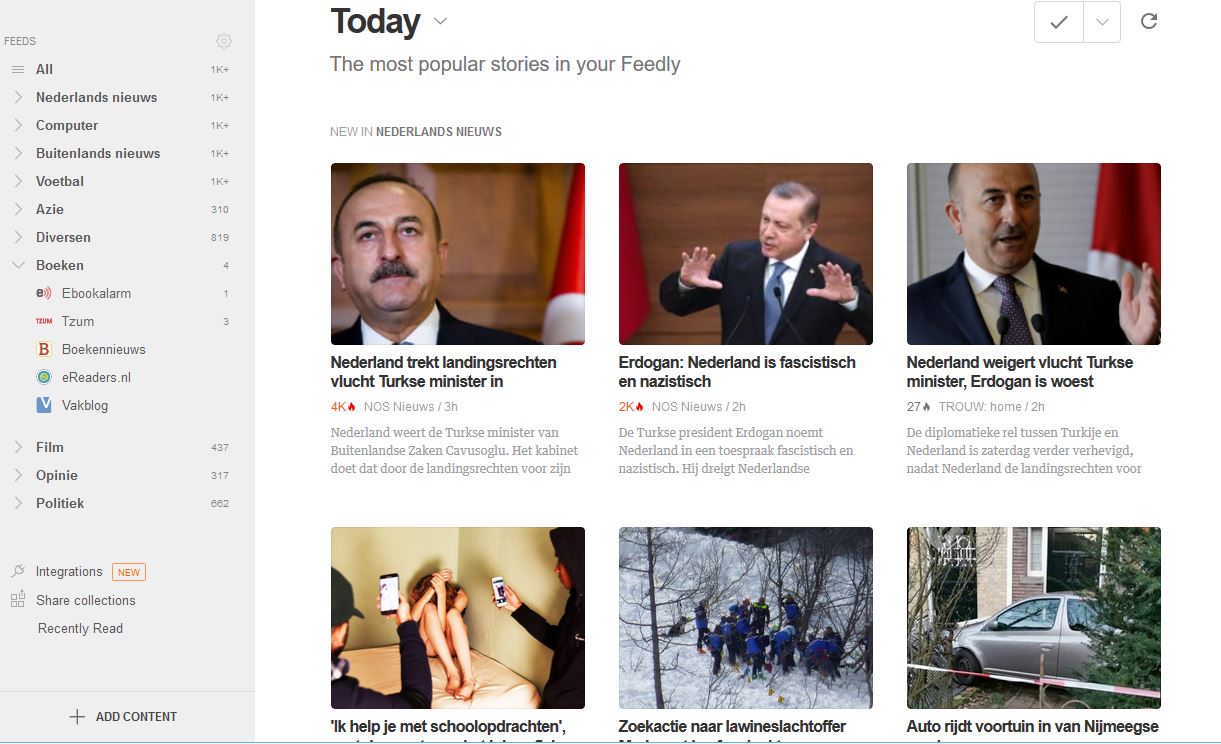 FEEDS
All 1K+
Nederlands nieuws 1K+
Computer 1K+
Buitenlands nieuws 1K+
Voetbal 1K+
Azie 310
Diversen 819
Boeken 4
Ebookalarm 1
TZUM Tzum 3
B Boekennieuws
eReaders.nl
V Vakblog
Film 437
Opinie 317
Politiek 662
Integrations NEW
Share collections
Recently Read
ADD CONTENT
Today
The most popular stories in your Feedly
NEW IN NEDERLANDS NIEUWS
Nederland trekt landingsrechten
vlucht Turkse minister in
4K NOS Nieuws / 3h
Nederland weert de Turkse minister van
Buitenlandse Zaken Cavusoglu. Het kabinet
doet dat door de landingsrechten voor zijn
Erdogan: Nederland is fascistisch
en nazistisch
2K NOS Nieuws / 2h
De Turkse president Erdogan noemt
Nederland in een toespraak fascistisch en
nazistisch. Hij dreigt Nederlandse
Nederland weigert vlucht Turkse
minister, Erdogan is woest
27 TROUW: home / 2h
De diplomatieke rel tussen Turkije en
Nederland is zaterdag verder verhevigd,
nadat Nederland de landingsrechten voor
'Ik help je met schoolopdrachten',
Zoekactie naar lawineslachtoffer
Auto rijdt voortuin in van Nijmeegse